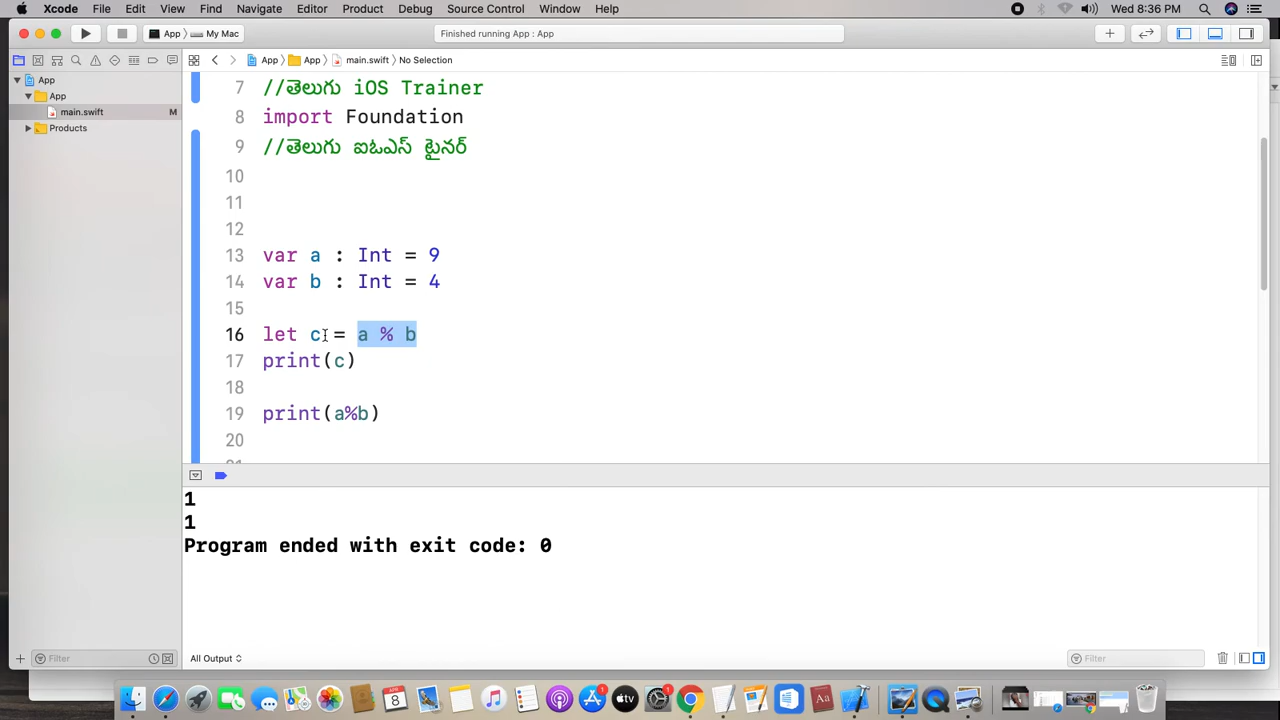 Xcode File Edit View Find Navigate Editor Product Debug Source Control Window Help Wed 8:36 PM
App My Mac Finished running App : App
App App main.swift No Selection
App
App
main.swift M
Products
7 //తెలుగు iOS Trainer
8 import Foundation
9 //తెలుగు ఐఓఎస్ టైనర్
10
11
12
13 var a : Int = 9
14 var b : Int = 4
15
16 let c = a % b
17 print(c)
18
19 print(a%b)
20
1
1
Program ended with exit code: 0
Filter All Output Filter